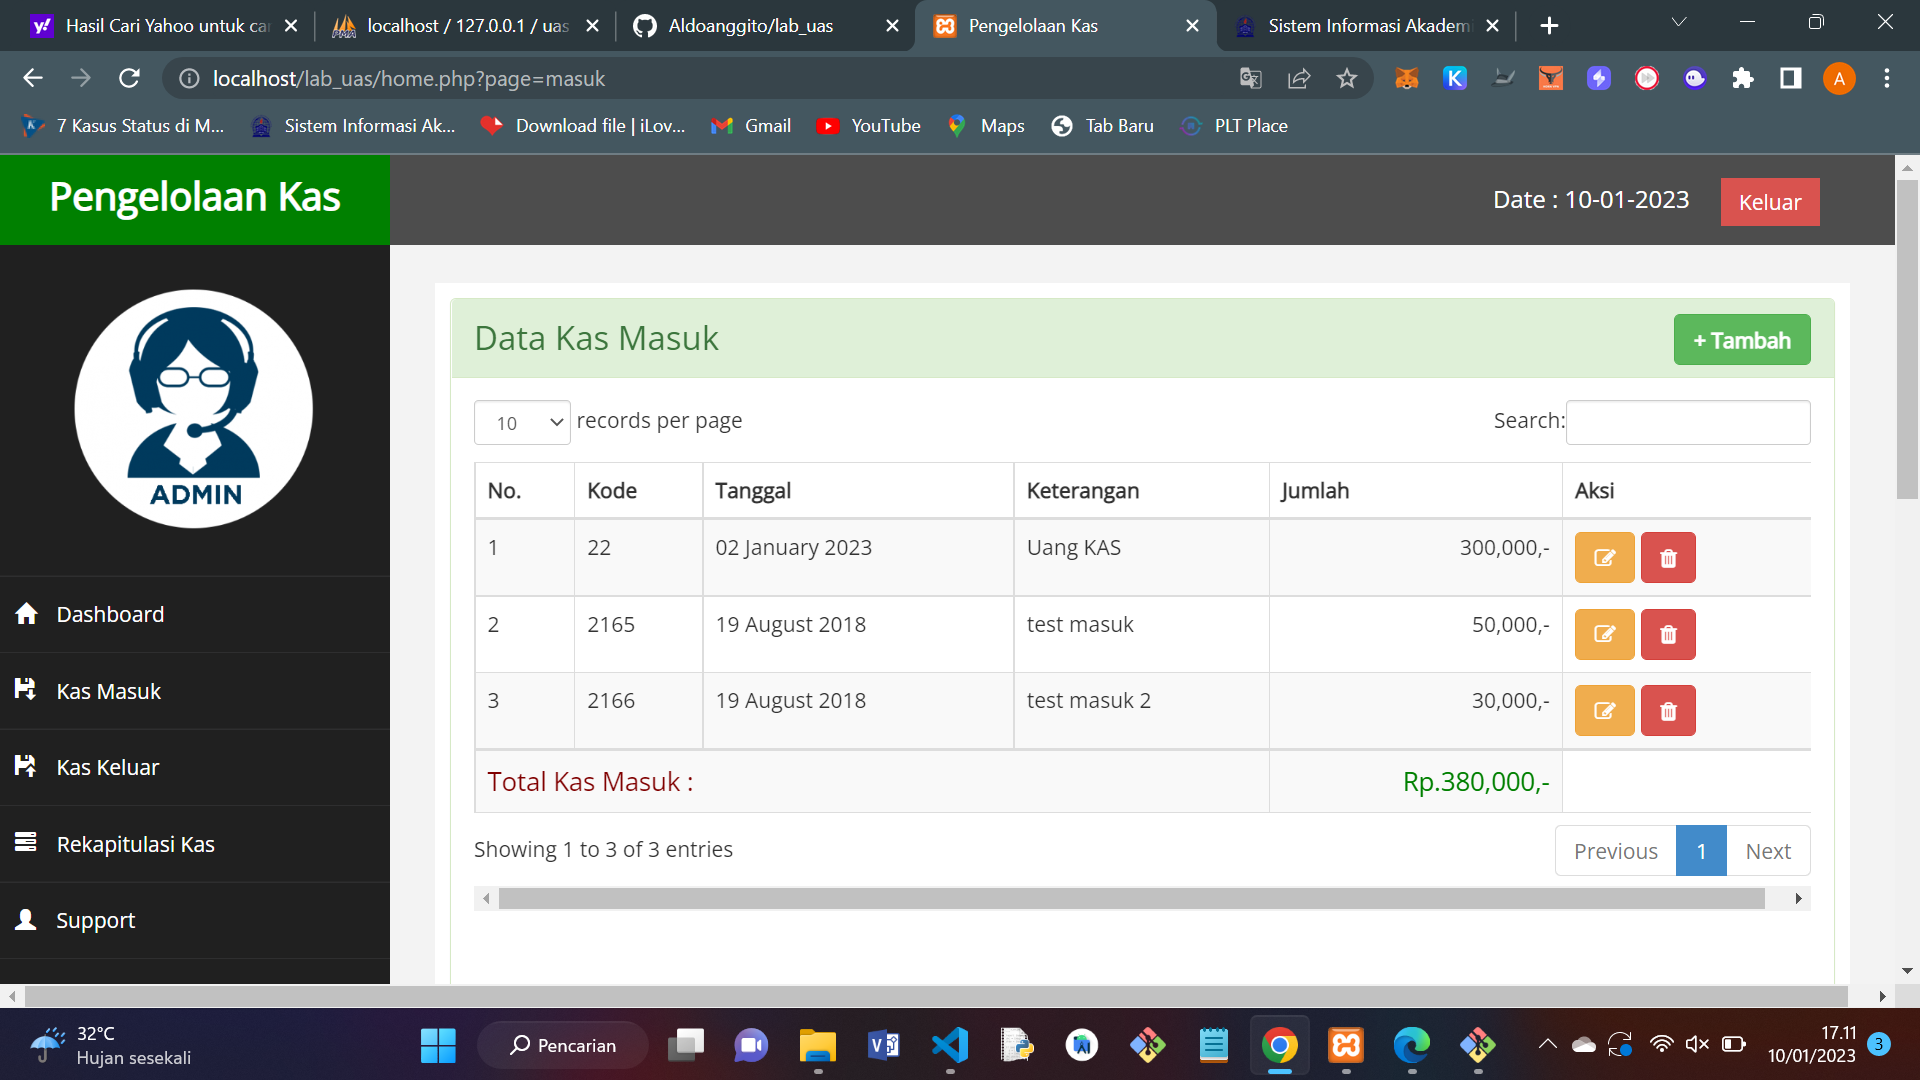 Hasil Cari Yahoo untuk ca
localhost / 127.0.0.1 / uas
Aldoanggito/lab_uas
Pengelolaan Kas
Sistem Informasi Akademi
localhost/lab_uas/home.php?page=masuk
A
7 Kasus Status di M...
Sistem Informasi Ak...
Download file | iLov...
Gmail
YouTube
Maps
Tab Baru
PLT Place
Pengelolaan Kas
Date : 10-01-2023
Keluar
ADMIN
Dashboard
Kas Masuk
Kas Keluar
Rekapitulasi Kas
Support
Data Kas Masuk
+ Tambah
10 records per page
Search:
No. Kode Tanggal Keterangan Jumlah Aksi
1 22 02 January 2023 Uang KAS 300,000,-
2 2165 19 August 2018 test masuk 50,000,-
3 2166 19 August 2018 test masuk 2 30,000,-
Total Kas Masuk : Rp.380,000,-
Showing 1 to 3 of 3 entries
Previous 1 Next
32°C
Hujan sesekali
Pencarian
17.11
10/01/2023
3